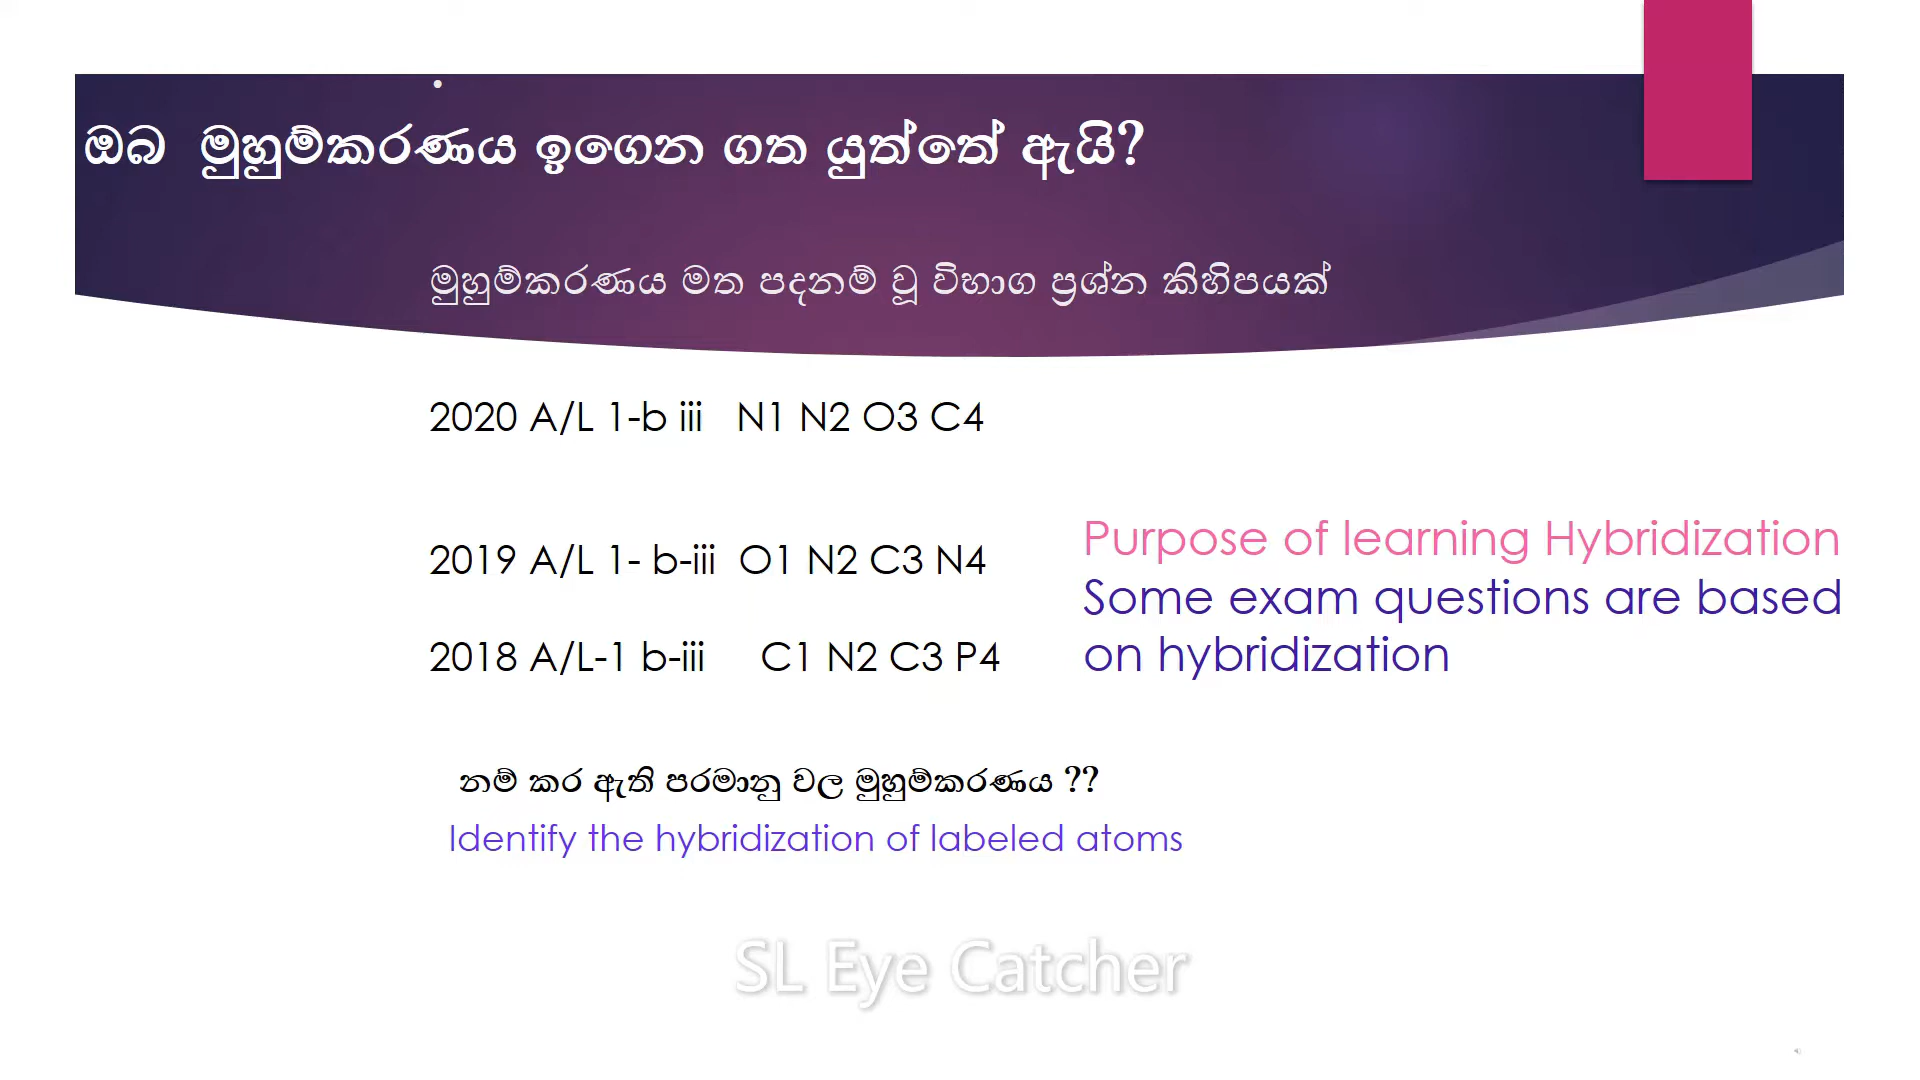 ඔබ  මුහුම්කරණය ඉගෙන ගත යුත්තේ ඇයි?
මුහුම්කරණය මත පදනම් වූ විභාග ප්‍රශ්න කිහිපයක්
2020 A/L 1-b iii   N1 N2 O3 C4
2019 A/L 1- b-iii  O1 N2 C3 N4
2018 A/L-1 b-iii     C1 N2 C3 P4
Purpose of learning Hybridization
Some exam questions are based
on hybridization
නම් කර ඇති පරමානු වල මුහුම්කරණය ??
Identify the hybridization of labeled atoms
SL Eye Catcher